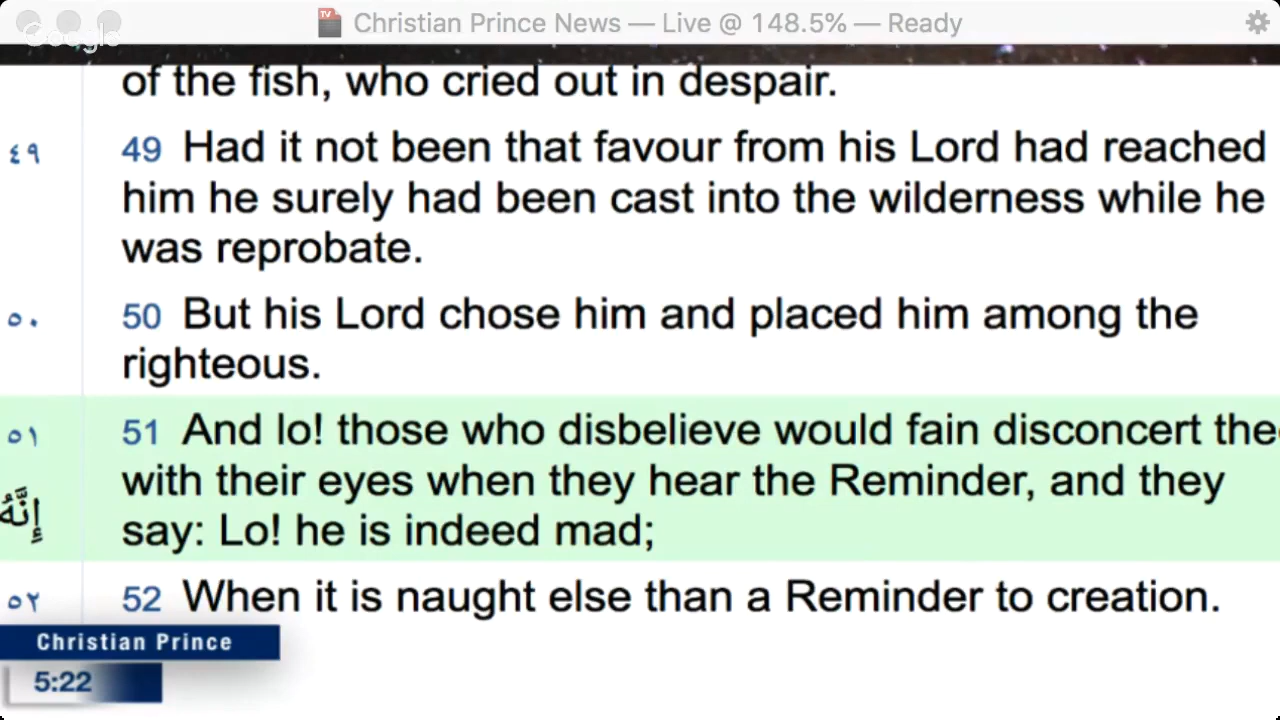 Google
TV
Christian Prince News — Live @ 148.5% — Ready
of the fish, who cried out in despair.
٤٩
49 Had it not been that favour from his Lord had reached
him he surely had been cast into the wilderness while he
was reprobate.
٥٠
50 But his Lord chose him and placed him among the
righteous.
٥١
51 And lo! those who disbelieve would fain disconcert the
with their eyes when they hear the Reminder, and they
إِنَّهُ
say: Lo! he is indeed mad;
٥٢
52 When it is naught else than a Reminder to creation.
Christian Prince
5:22